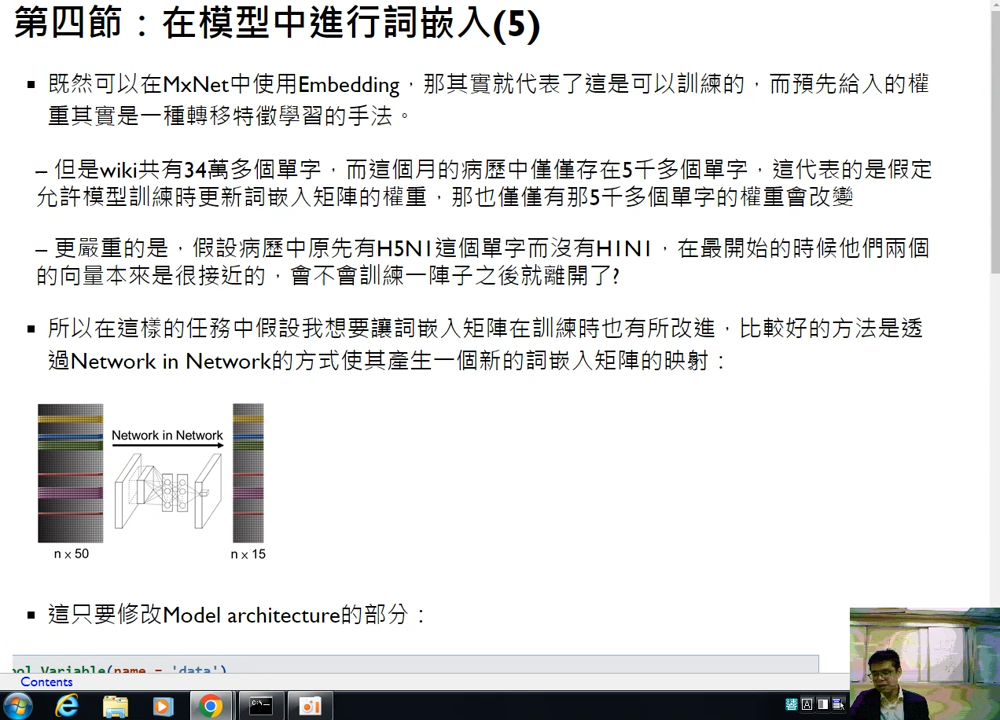 第四節：在模型中進行詞嵌入(5)
▪ 既然可以在MxNet中使用Embedding，那其實就代表了這是可以訓練的，而預先給入的權
重其實是一種轉移特徵學習的手法。
– 但是wiki共有34萬多個單字，而這個月的病歷中僅僅存在5千多個單字，這代表的是假定
允許模型訓練時更新詞嵌入矩陣的權重，那也僅僅有那5千多個單字的權重會改變
– 更嚴重的是，假設病歷中原先有H5N1這個單字而沒有H1N1，在最開始的時候他們兩個
的向量本來是很接近的，會不會訓練一陣子之後就離開了?
▪ 所以在這樣的任務中假設我想要讓詞嵌入矩陣在訓練時也有所改進，比較好的方法是透
過Network in Network的方式使其產生一個新的詞嵌入矩陣的映射：
Network in Network
n x 50
n x 15
▪ 這只要修改Model architecture的部分：
ol.Variable(name = 'data')
Contents